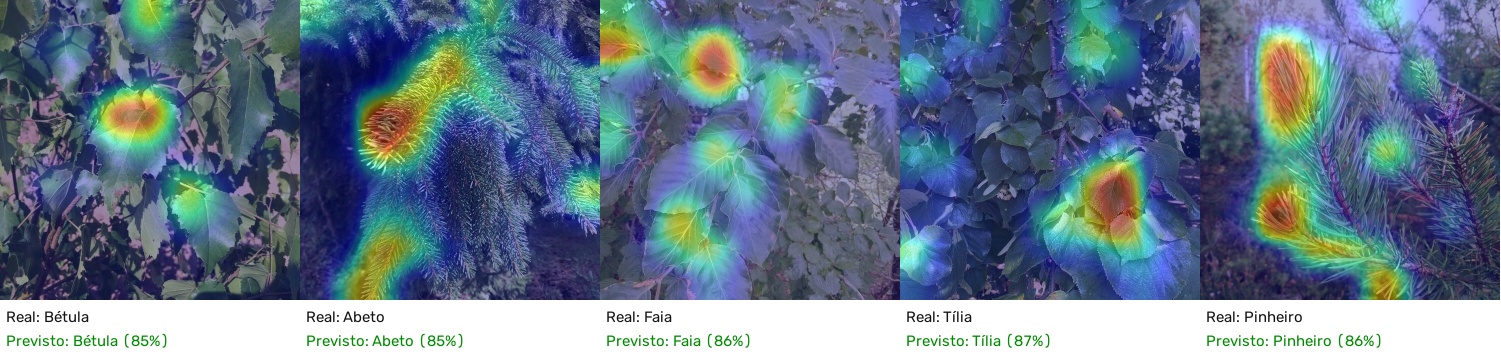 Real: Bétula
Previsto: Bétula (85%)
Real: Abeto
Previsto: Abeto (85%)
Real: Faia
Previsto: Faia (86%)
Real: Tília
Previsto: Tília (87%)
Real: Pinheiro
Previsto: Pinheiro (86%)